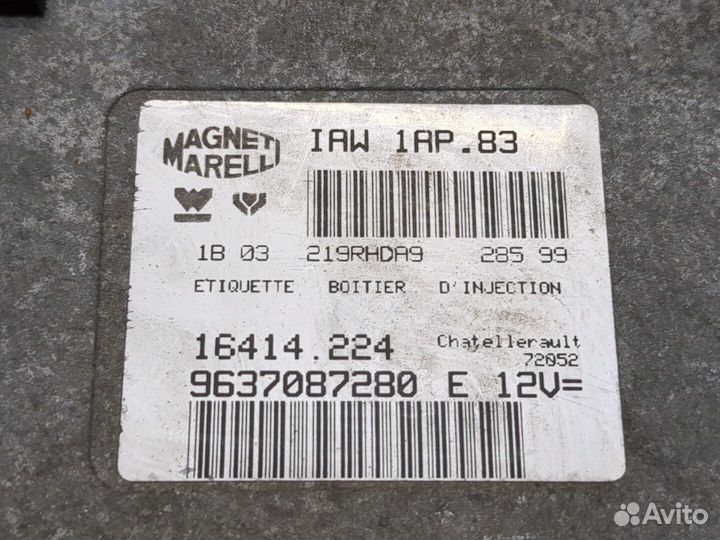 MAGNETI
MARELLI
IAW 1AP.83
1B 03 219RHDA9 285 99
ETIQUETTE BOITIER D'INJECTION
16414.224
Chatellerault
72052
9637087280 E 12V=
Avito